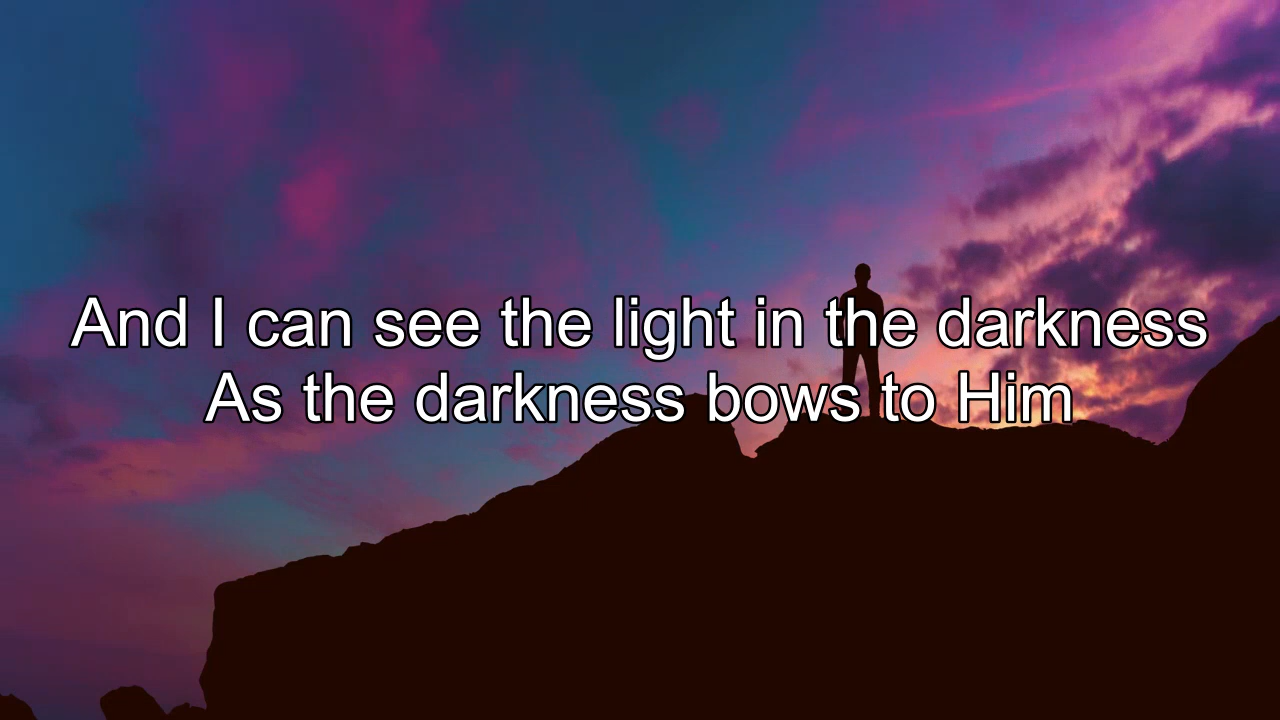 And I can see the light in the darkness
As the darkness bows to Him